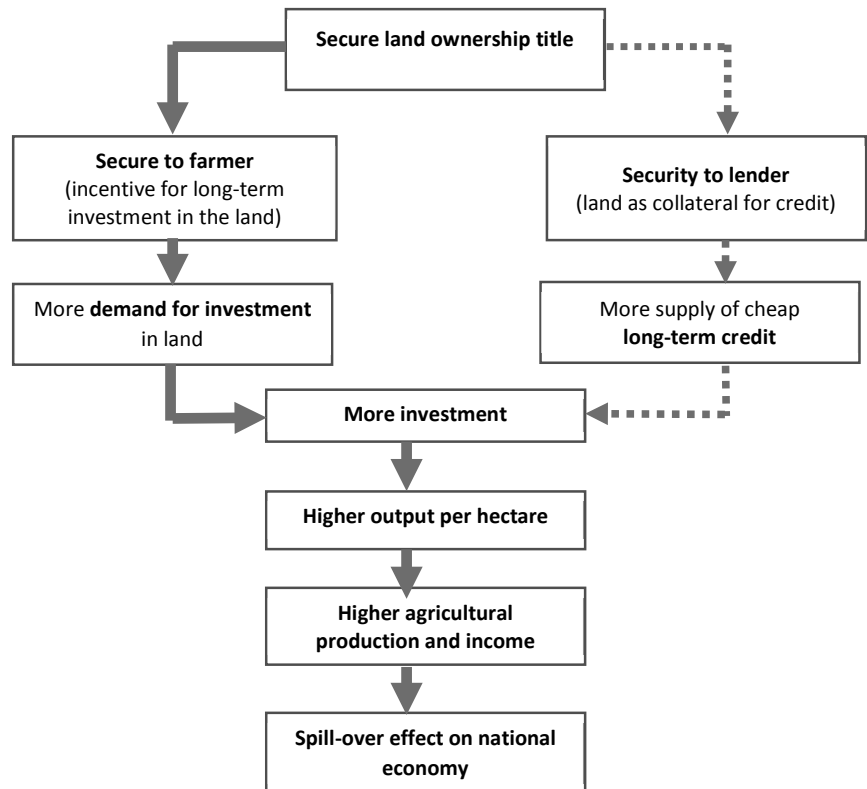 Secure land ownership title
Secure to farmer
(incentive for long-term
investment in the land)
Security to lender
(land as collateral for credit)
More demand for investment
in land
More supply of cheap
long-term credit
More investment
Higher output per hectare
Higher agricultural
production and income
Spill-over effect on national
economy